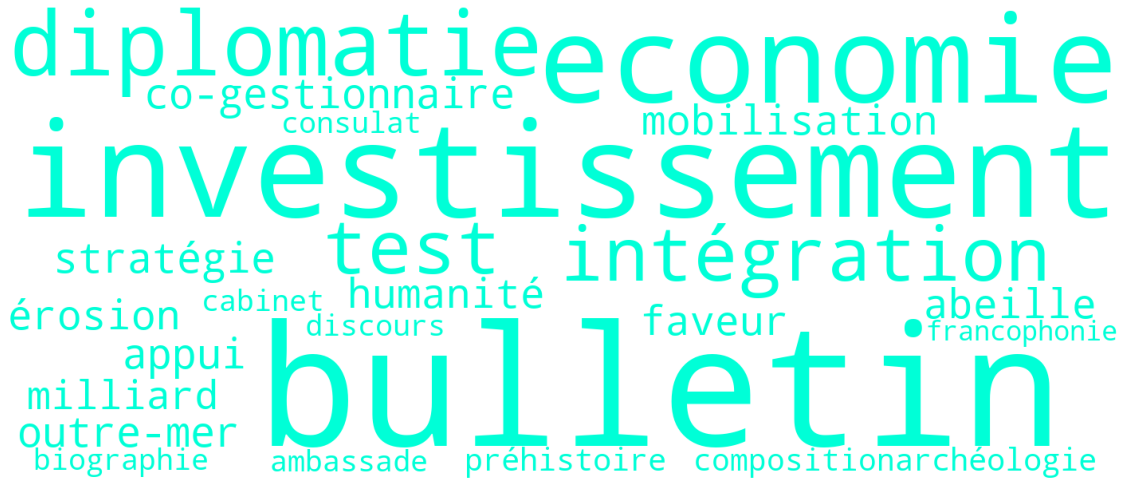 diplomatie economie
co-gestionnaire
consulat mobilisation
investissement
stratégie test intégration
cabinet humanité abeille
érosion discours faveur francophonie
appui bulletin
milliard
outre-mer
biographie ambassade préhistoire composition archéologie